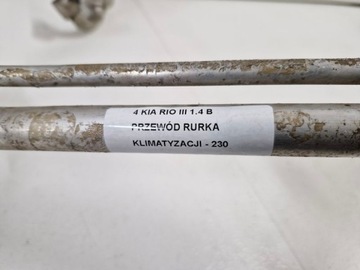 4 KIA RIO III 1.4 B
PRZEWÓD RURKA
KLIMATYZACJI - 230